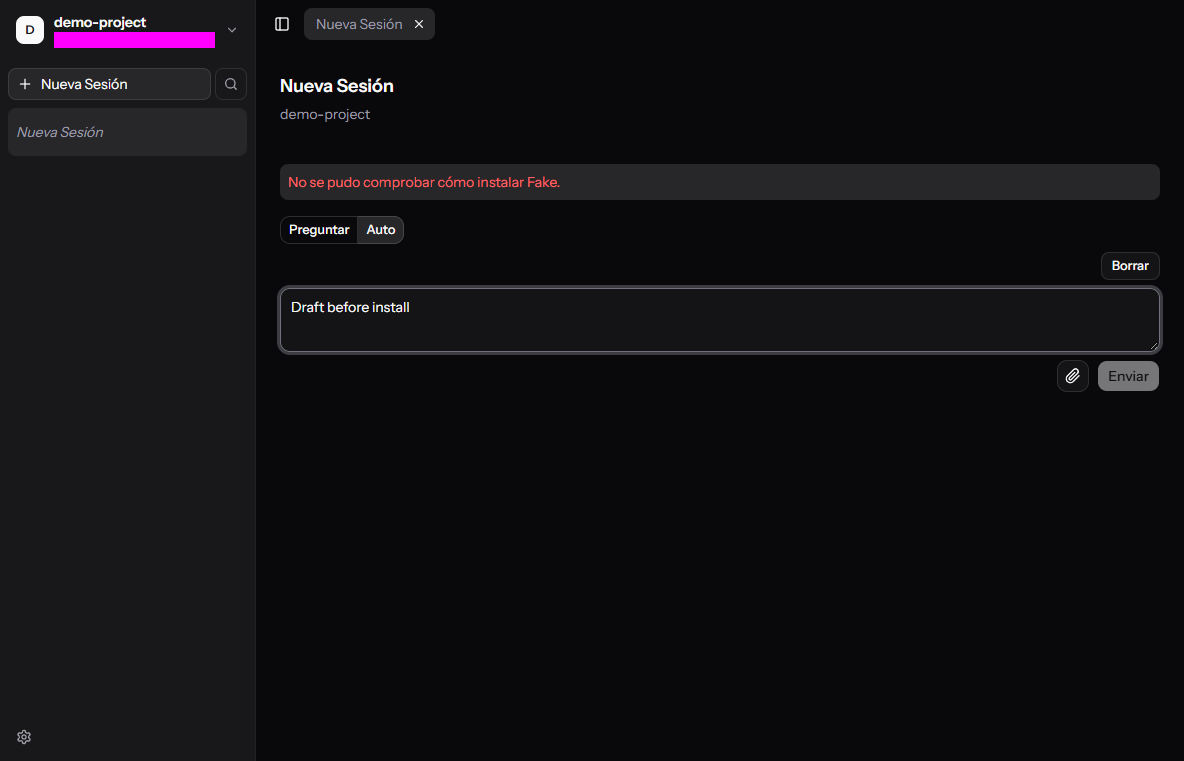 D
demo-project
Nueva Sesión
Nueva Sesión
Nueva Sesión
Nueva Sesión
demo-project
No se pudo comprobar cómo instalar Fake.
Preguntar Auto
Borrar
Draft before install
Enviar